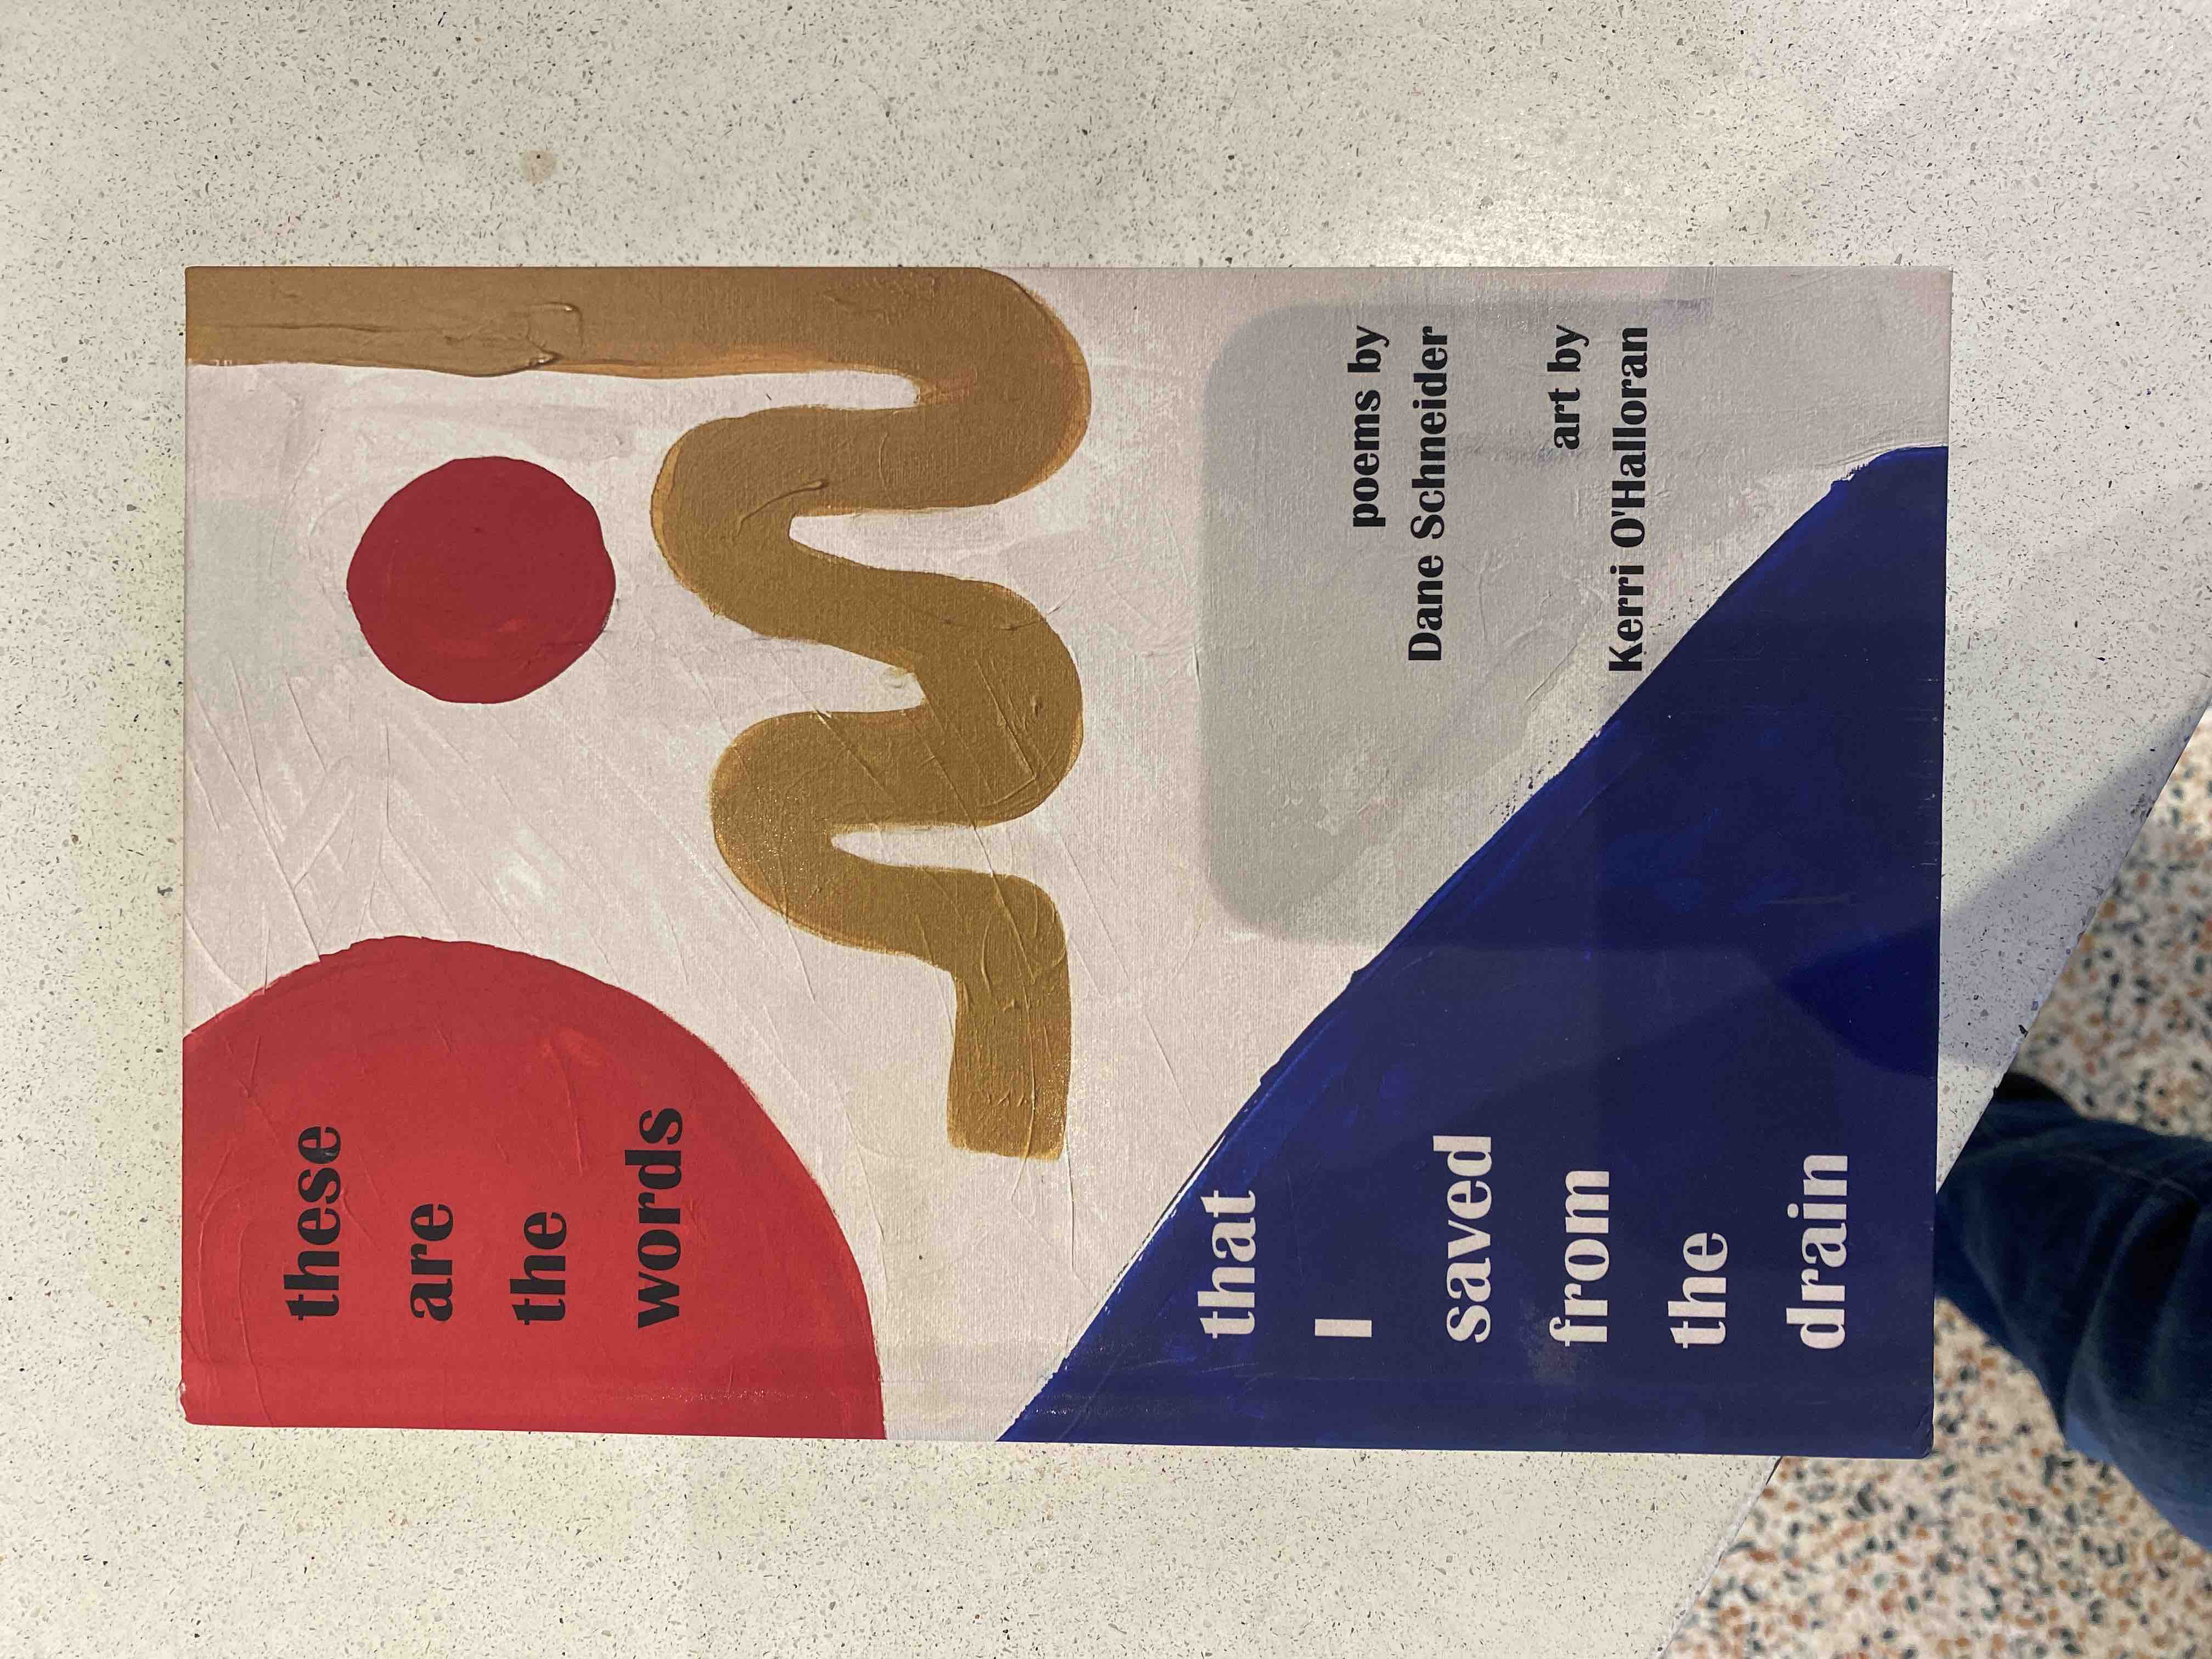 these
are
the
words
that
I
saved
from
the
drain
poems by
Dane Schneider
art by
Kerri O'Halloran